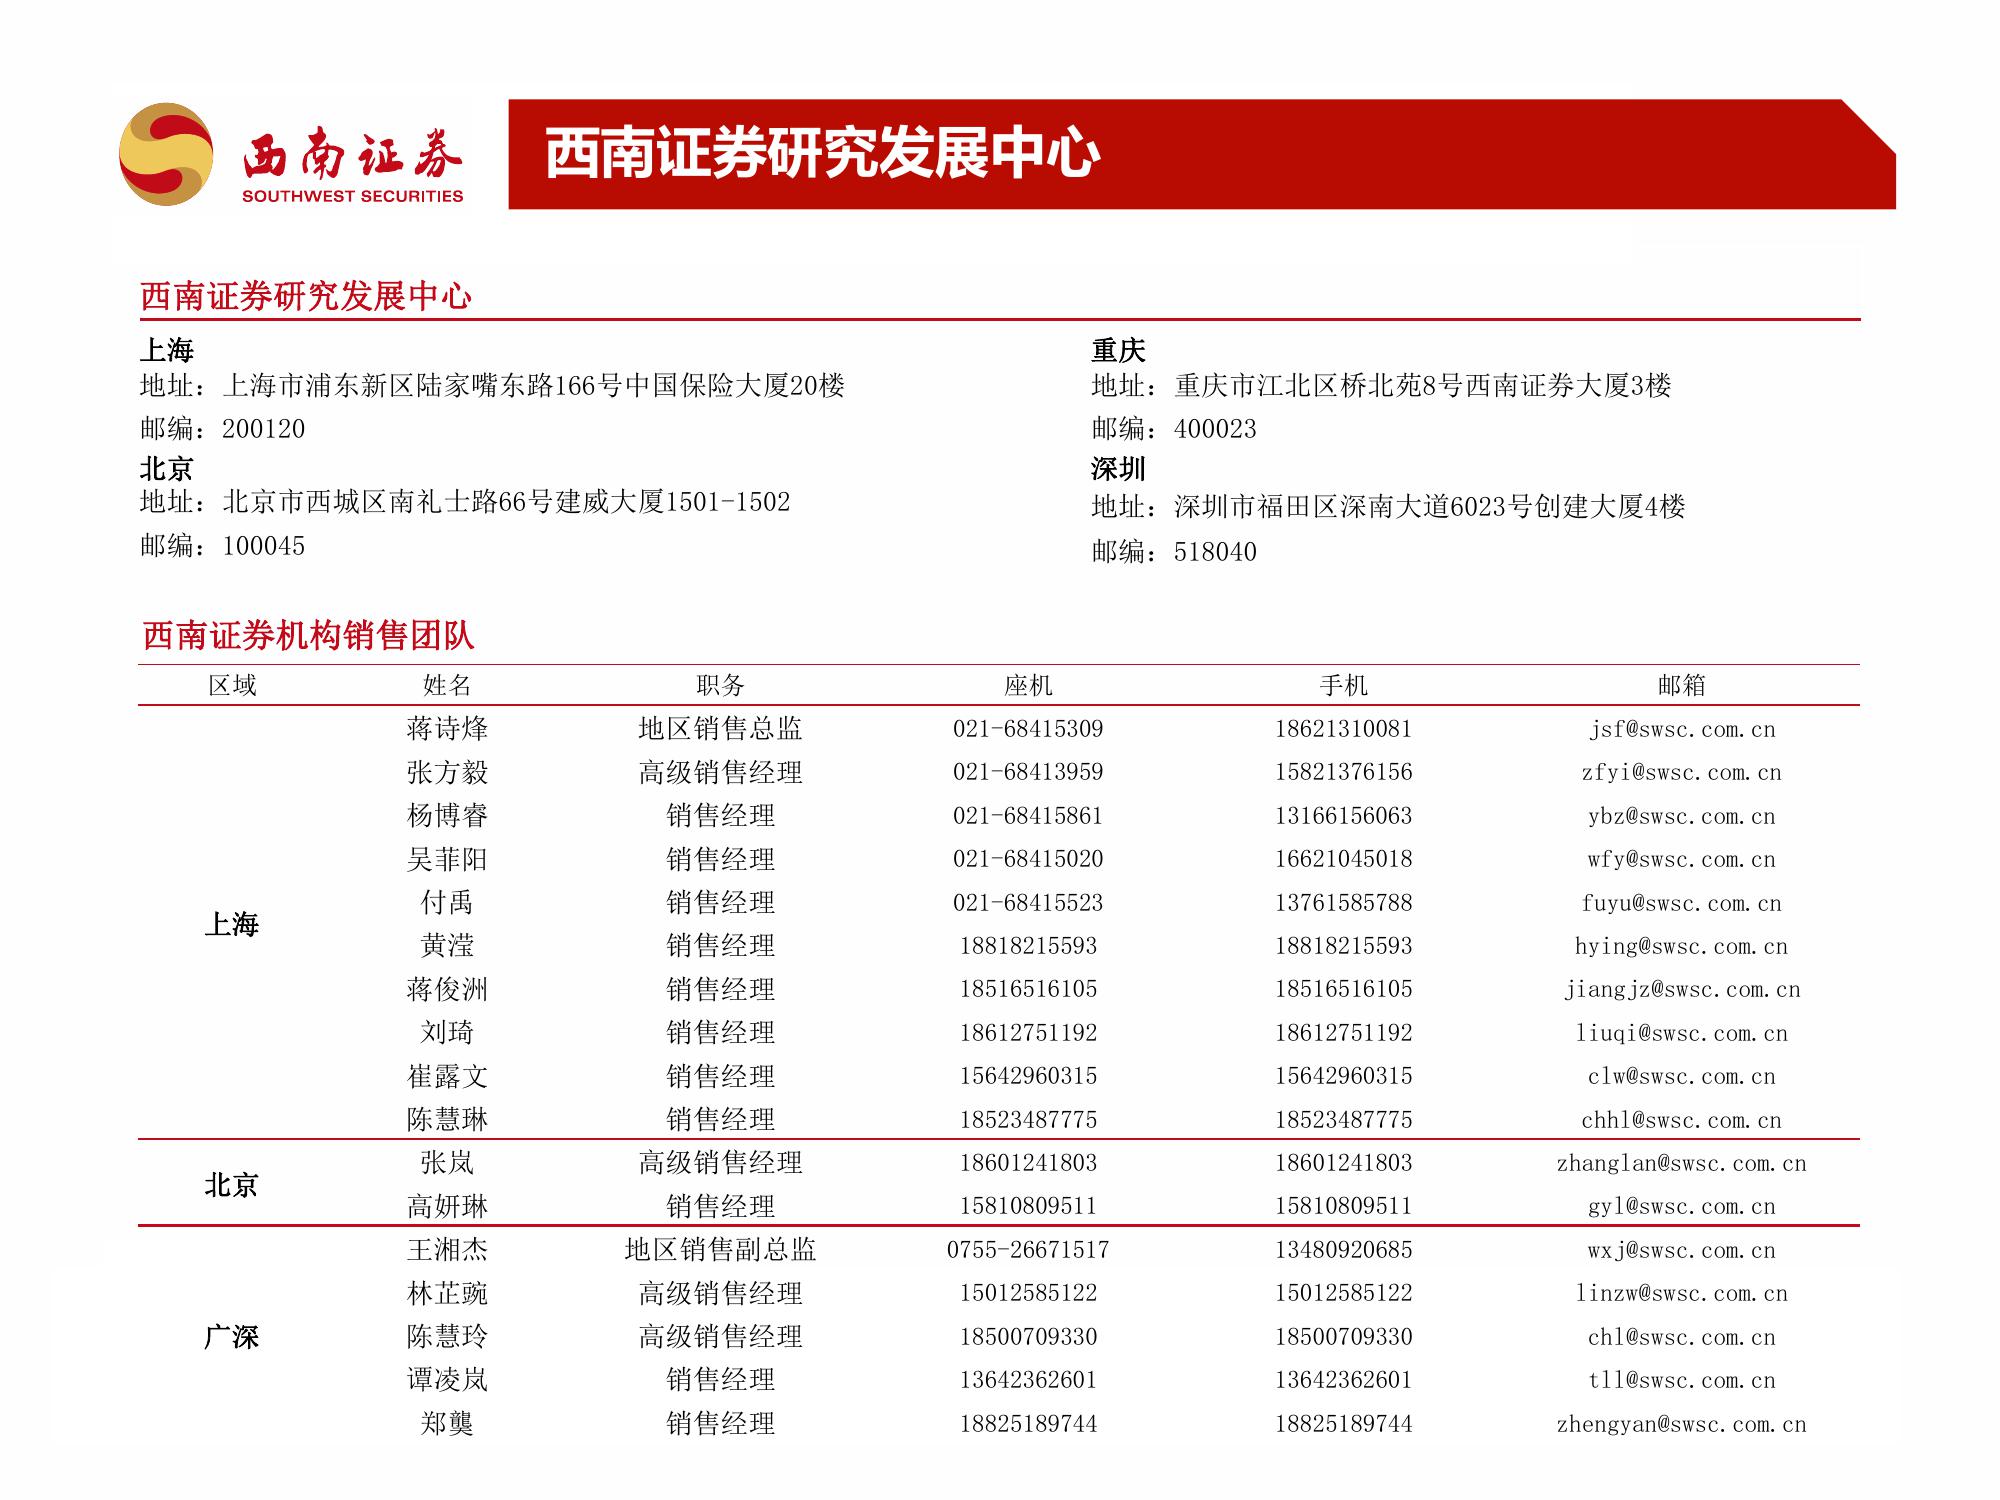 西南证券
SOUTHWEST SECURITIES
西南证券研究发展中心
西南证券研究发展中心
上海
地址：上海市浦东新区陆家嘴东路166号中国保险大厦20楼
邮编：200120
北京
地址：北京市西城区南礼士路66号建威大厦1501-1502
邮编：100045
重庆
地址：重庆市江北区桥北苑8号西南证券大厦3楼
邮编：400023
深圳
地址：深圳市福田区深南大道6023号创建大厦4楼
邮编：518040
西南证券机构销售团队
区域 姓名 职务 座机 手机 邮箱
上海
蒋诗烽 地区销售总监 021-68415309 18621310081 jsf@swsc.com.cn
张方毅 高级销售经理 021-68413959 15821376156 zfyi@swsc.com.cn
杨博睿 销售经理 021-68415861 13166156063 ybz@swsc.com.cn
吴菲阳 销售经理 021-68415020 16621045018 wfy@swsc.com.cn
付禹 销售经理 021-68415523 13761585788 fuyu@swsc.com.cn
黄滢 销售经理 18818215593 18818215593 hying@swsc.com.cn
蒋俊洲 销售经理 18516516105 18516516105 jiangjz@swsc.com.cn
刘琦 销售经理 18612751192 18612751192 liuqi@swsc.com.cn
崔露文 销售经理 15642960315 15642960315 clw@swsc.com.cn
陈慧琳 销售经理 18523487775 18523487775 chhl@swsc.com.cn
北京
张岚 高级销售经理 18601241803 18601241803 zhanglan@swsc.com.cn
高妍琳 销售经理 15810809511 15810809511 gyl@swsc.com.cn
广深
王湘杰 地区销售副总监 0755-26671517 13480920685 wxj@swsc.com.cn
林芷豌 高级销售经理 15012585122 15012585122 linzw@swsc.com.cn
陈慧玲 高级销售经理 18500709330 18500709330 chl@swsc.com.cn
谭凌岚 销售经理 13642362601 13642362601 tll@swsc.com.cn
郑龑 销售经理 18825189744 18825189744 zhengyan@swsc.com.cn